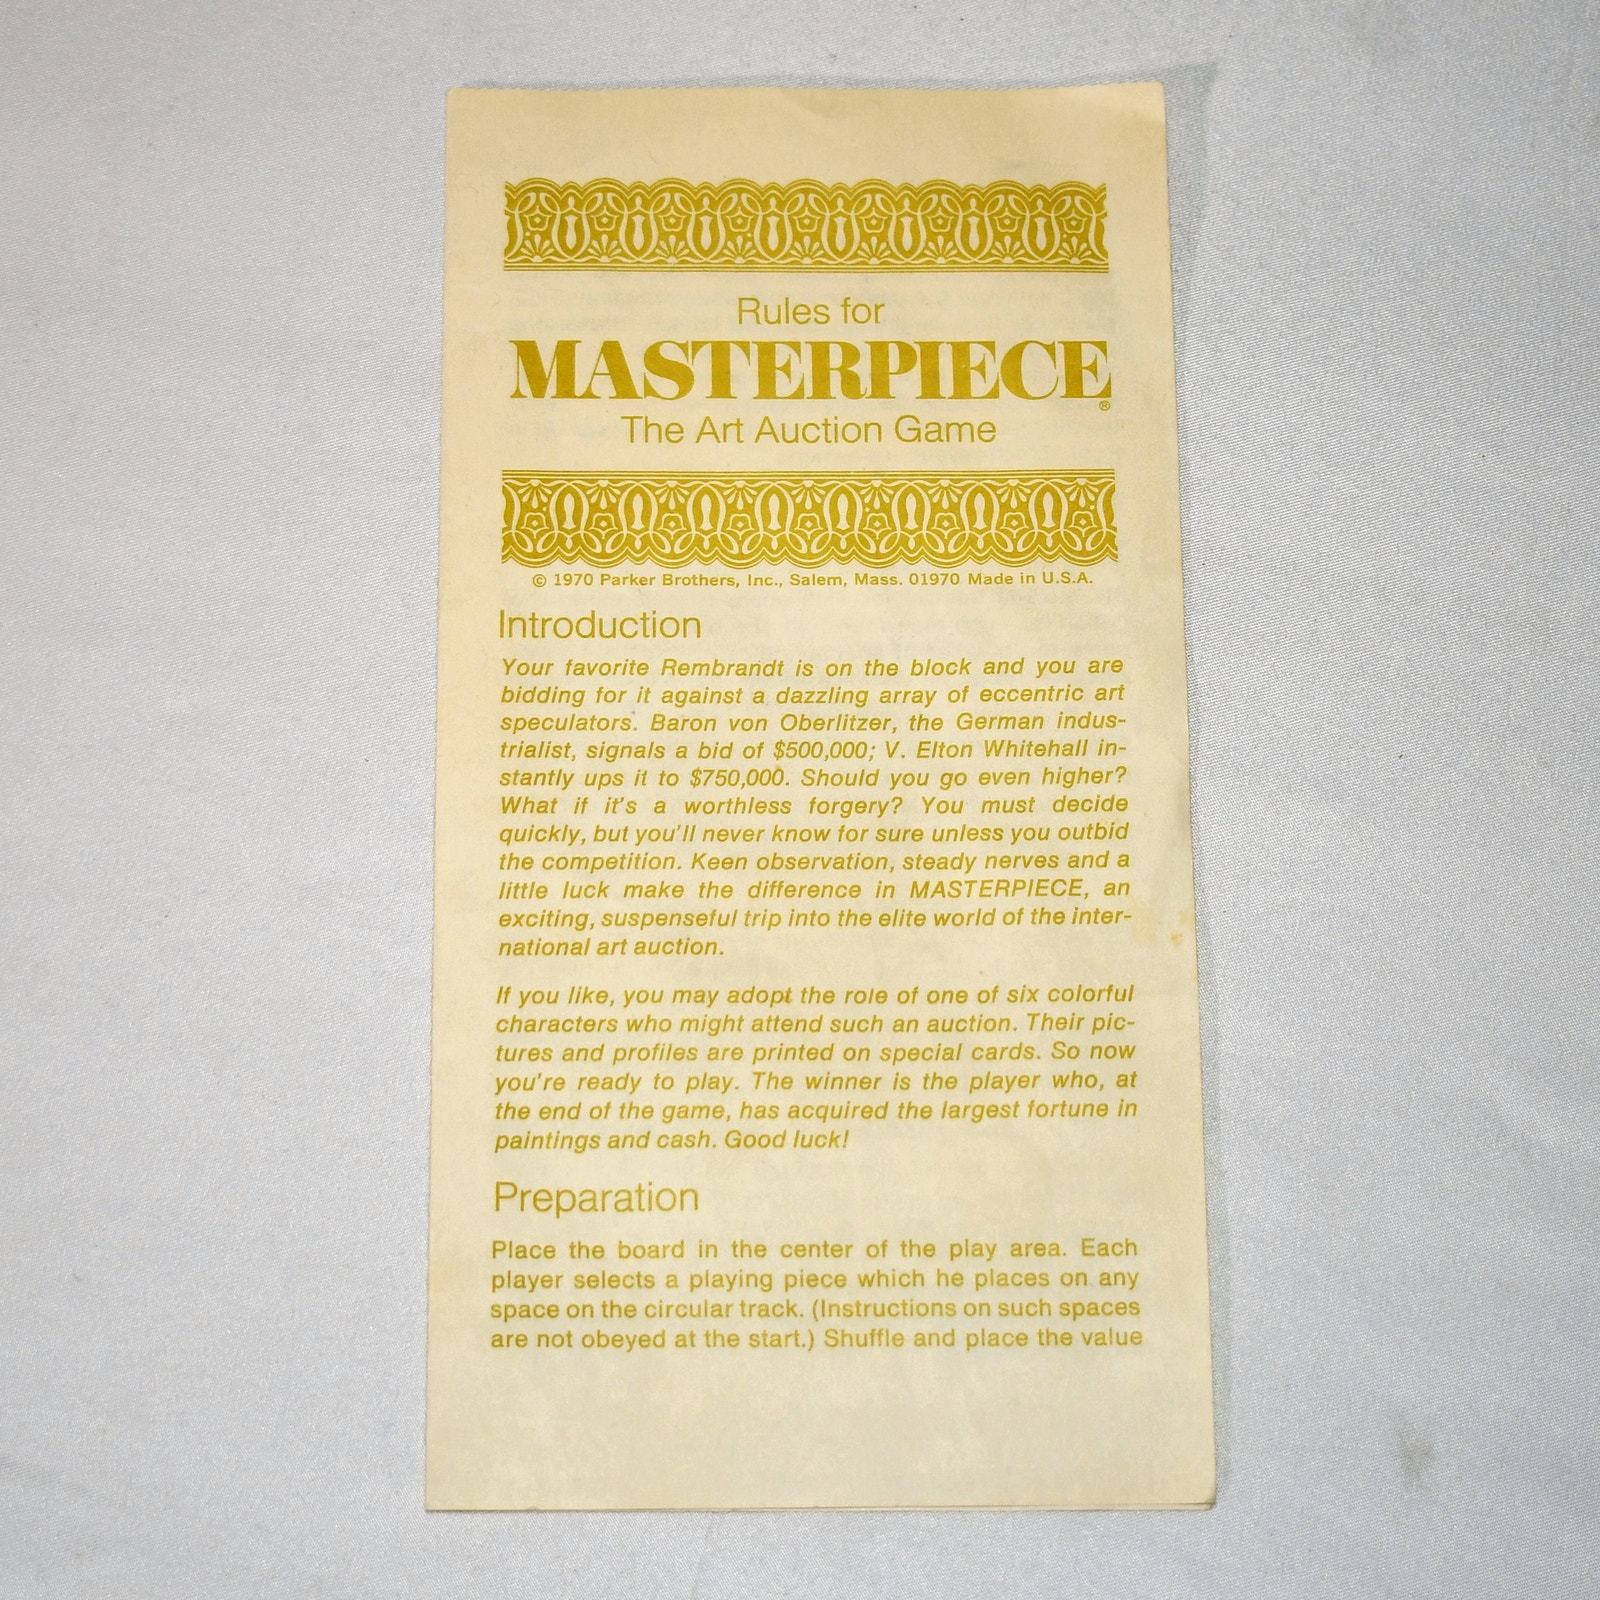 Rules for
MASTERPIECE®
The Art Auction Game
© 1970 Parker Brothers, Inc., Salem, Mass. 01970 Made in U.S.A.
Introduction
Your favorite Rembrandt is on the block and you are
bidding for it against a dazzling array of eccentric art
speculators. Baron von Oberlitzer, the German indus-
trialist, signals a bid of $500,000; V. Elton Whitehall in-
stantly ups it to $750,000. Should you go even higher?
What if it's a worthless forgery? You must decide
quickly, but you'll never know for sure unless you outbid
the competition. Keen observation, steady nerves and a
little luck make the difference in MASTERPIECE, an
exciting, suspenseful trip into the elite world of the inter-
national art auction.
If you like, you may adopt the role of one of six colorful
characters who might attend such an auction. Their pic-
tures and profiles are printed on special cards. So now
you're ready to play. The winner is the player who, at
the end of the game, has acquired the largest fortune in
paintings and cash. Good luck!
Preparation
Place the board in the center of the play area. Each
player selects a playing piece which he places on any
space on the circular track. (Instructions on such spaces
are not obeyed at the start.) Shuffle and place the value